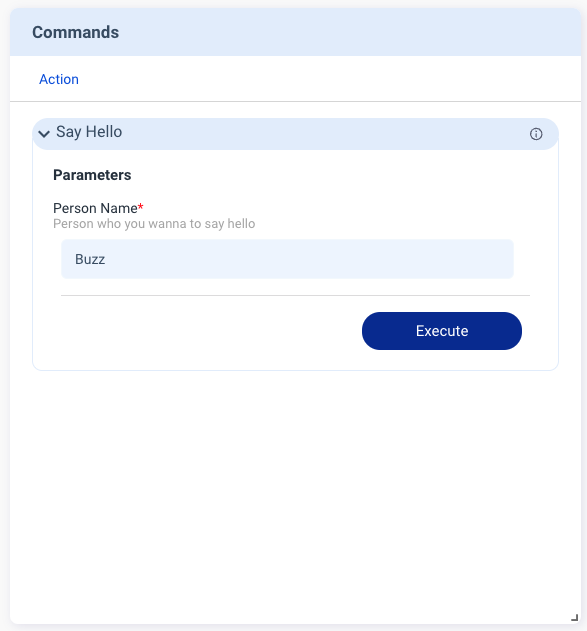 Commands
Action
Say Hello
Parameters
Person Name*
Person who you wanna to say hello
Buzz
Execute